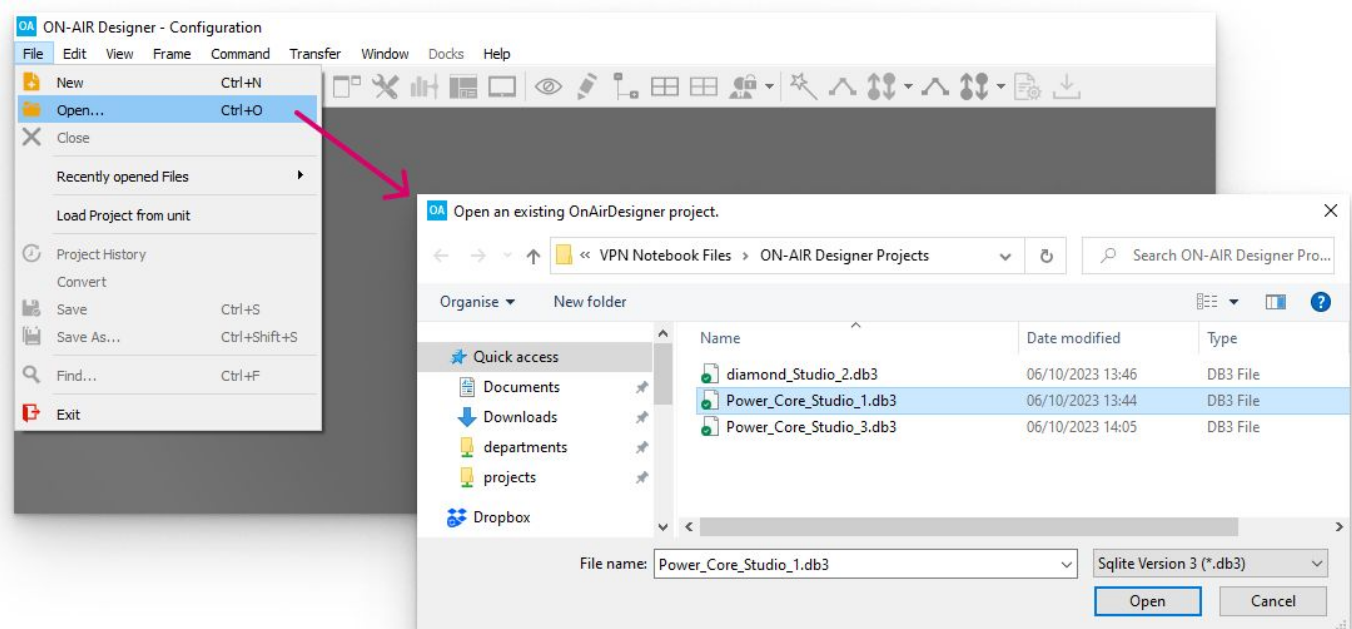 OA ON-AIR Designer - Configuration
File Edit View Frame Command Transfer Window Docks Help
New Ctrl+N
Open... Ctrl+O
Close
Recently opened Files
Load Project from unit
Project History
Convert
Save Ctrl+S
Save As... Ctrl+Shift+S
Find... Ctrl+F
Exit
OA Open an existing OnAirDesigner project.
« VPN Notebook Files › ON-AIR Designer Projects
Search ON-AIR Designer Pro...
Organise New folder
Quick access
Documents
Downloads
departments
projects
Dropbox
Name Date modified Type
diamond_Studio_2.db3 06/10/2023 13:46 DB3 File
Power_Core_Studio_1.db3 06/10/2023 13:44 DB3 File
Power_Core_Studio_3.db3 06/10/2023 14:05 DB3 File
File name: Power_Core_Studio_1.db3 Sqlite Version 3 (*.db3)
Open Cancel